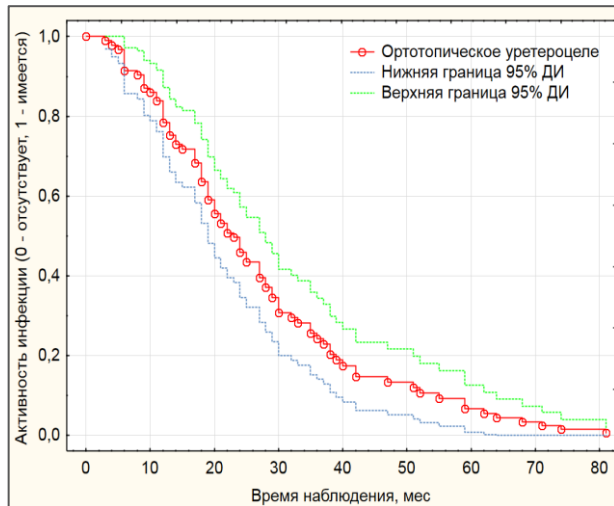 Активность инфекции (0 - отсутствует, 1 - имеется)
1,0
0,8
0,6
0,4
0,2
0,0
Ортотопическое уретероцеле
Нижняя граница 95% ДИ
Верхняя граница 95% ДИ
0 10 20 30 40 50 60 70 80
Время наблюдения, мес